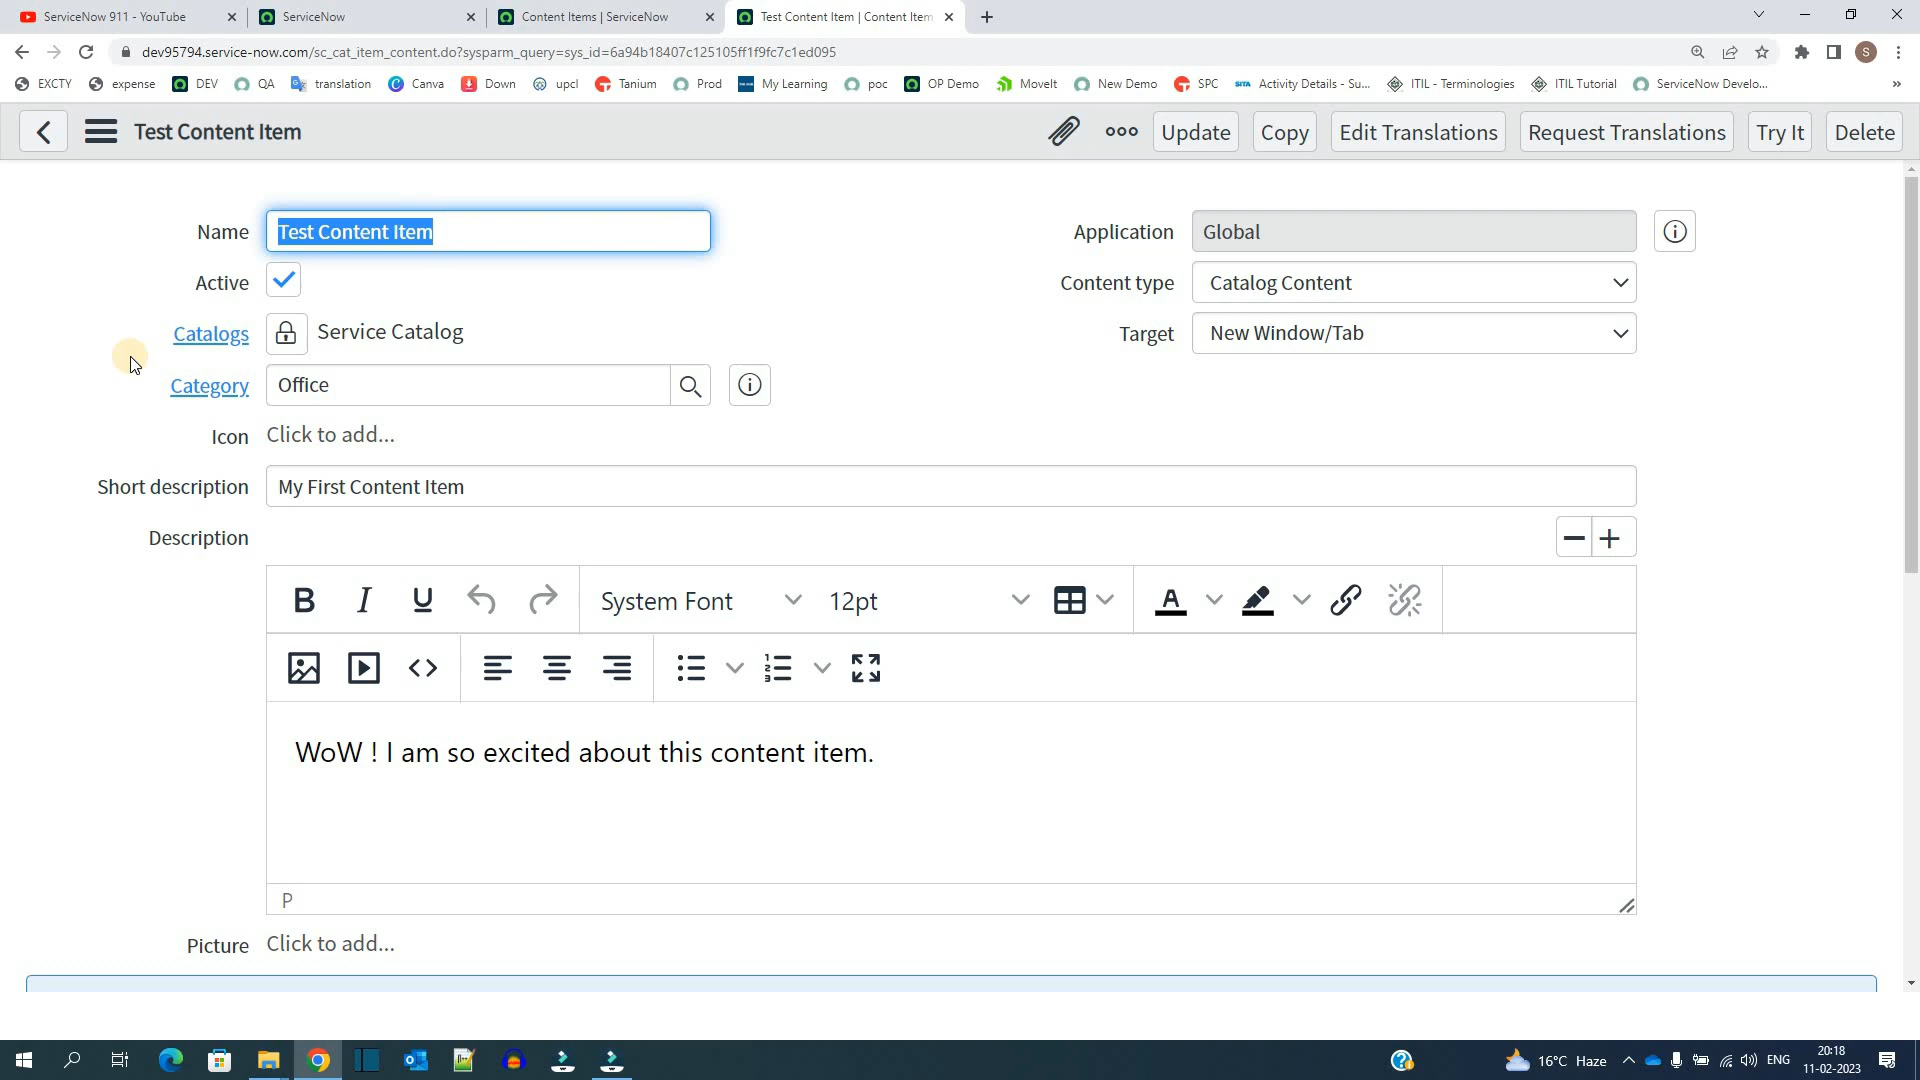 ServiceNow 911 - YouTube
ServiceNow
Content Items | ServiceNow
Test Content Item | Content Item
dev95794.service-now.com/sc_cat_item_content.do?sysparm_query=sys_id=6a94b18407c125105ff1f9fc7c1ed095
S
EXCTY
expense
DEV
QA
translation
Canva
Down
upcl
Tanium
Prod
My Learning
poc
OP Demo
MoveIt
New Demo
SPC
SITA Activity Details - Su...
ITIL - Terminologies
ITIL Tutorial
ServiceNow Develo...
»
Test Content Item
Update
Copy
Edit Translations
Request Translations
Try It
Delete
Name
Test Content Item
Application
Global
Active
Content type
Catalog Content
Catalogs
Service Catalog
Target
New Window/Tab
Category
Office
Icon
Click to add...
Short description
My First Content Item
Description
B I U
System Font
12pt
A
WoW ! I am so excited about this content item.
P
Picture
Click to add...
16°C Haze
ENG
20:18
11-02-2023